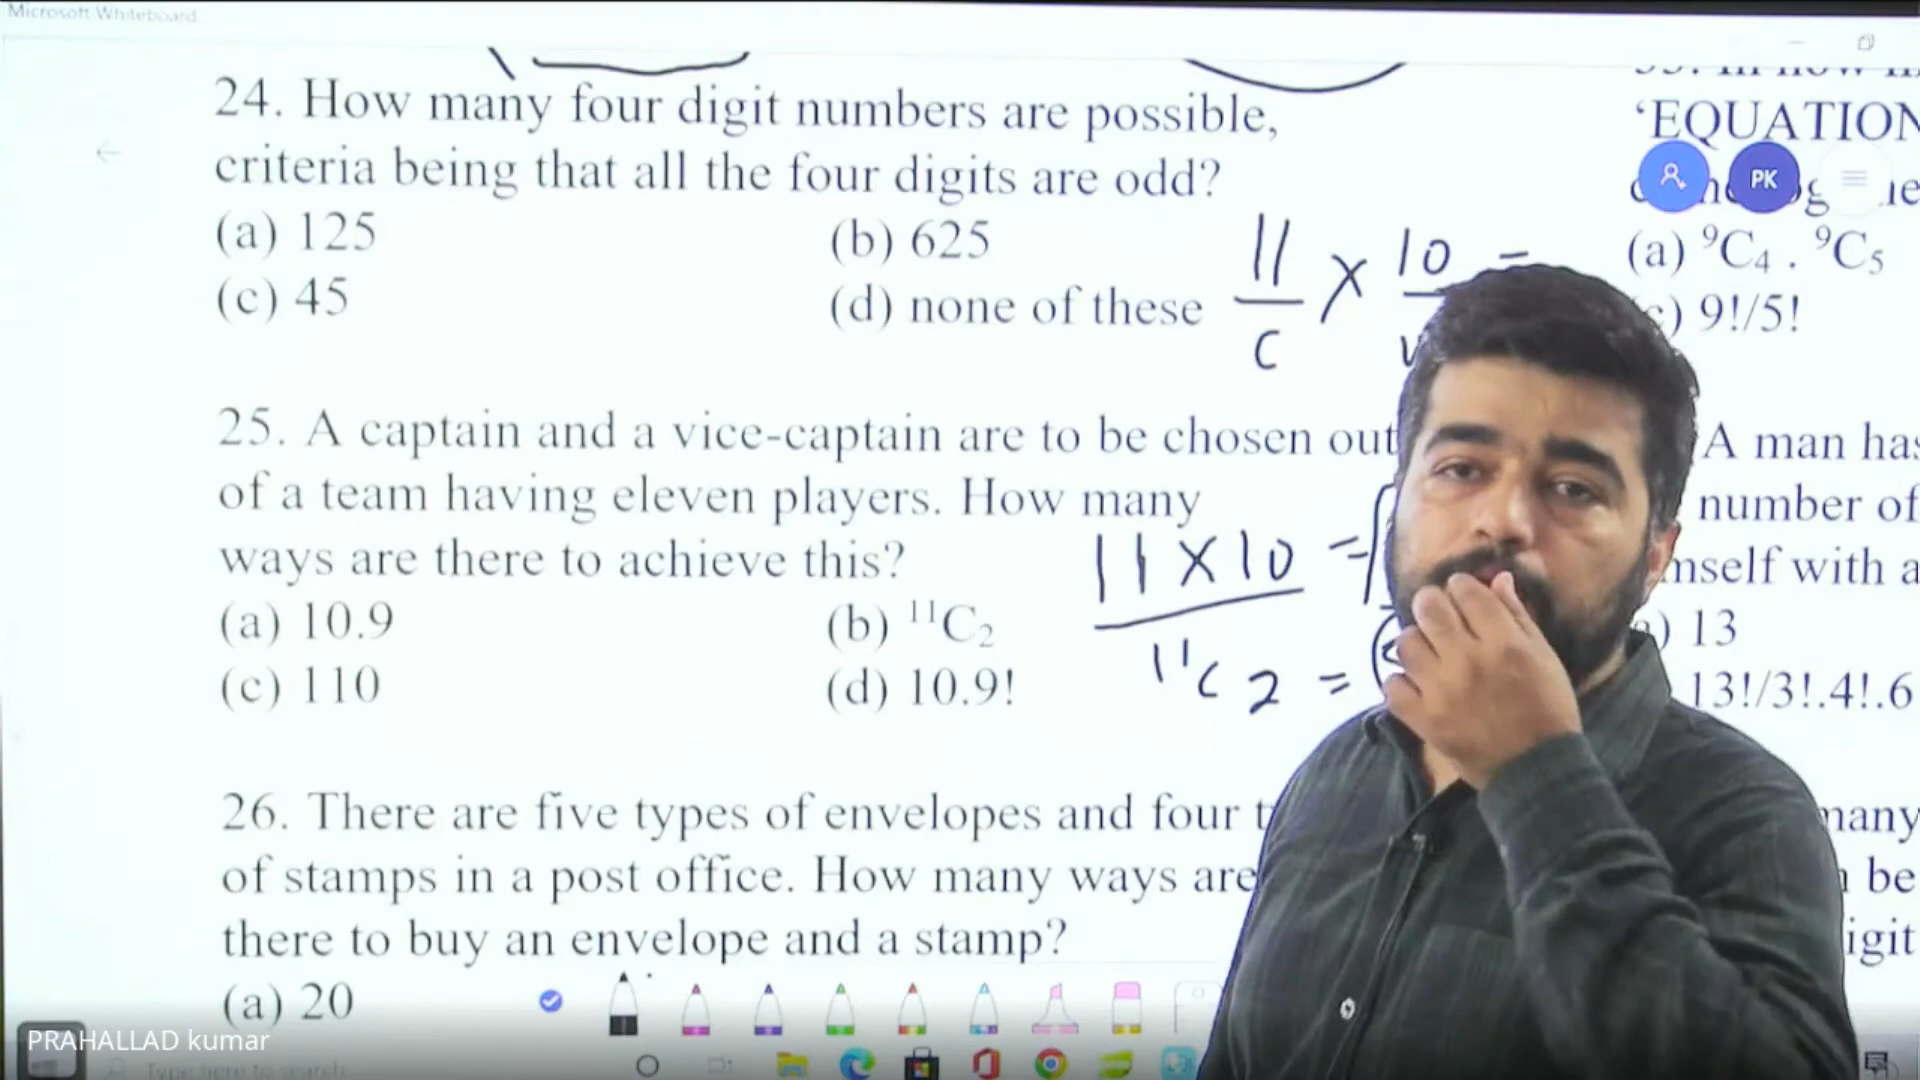 Microsoft Whiteboard
24. How many four digit numbers are possible,
criteria being that all the four digits are odd?
(a) 125 (b) 625
(c) 45 (d) none of these
11 × 10 =
C
25. A captain and a vice-captain are to be chosen out
of a team having eleven players. How many
ways are there to achieve this?
(a) 10.9 (b) ¹¹C₂
(c) 110 (d) 10.9!
11 × 10 =
¹¹C₂ =
26. There are five types of envelopes and four
of stamps in a post office. How many ways are
there to buy an envelope and a stamp?
(a) 20
‘EQUATION
PK
(a) ⁹C₄ . ⁹C₅
) 9!/5!
A man has
number of
mself with a
) 13
13!/3!.4!.6
many
be
igit
PRAHALLAD kumar
Type here to search